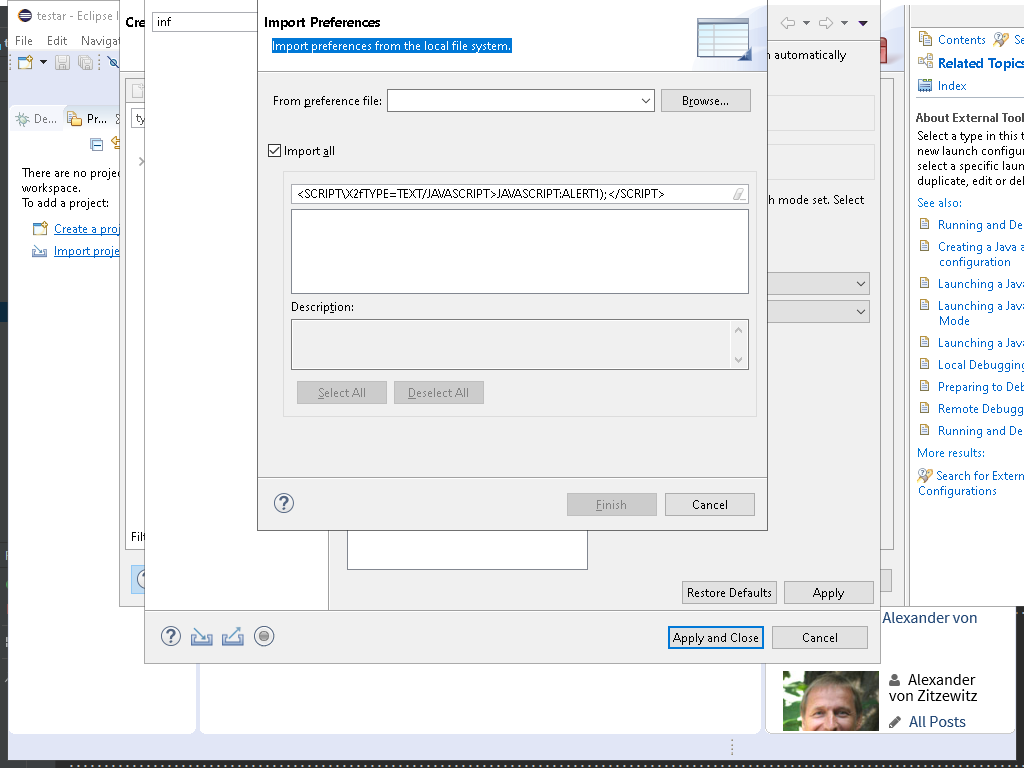 testar - Eclipse I
File Edit Navigat
De... Pr...
There are no projec
workspace.
To add a project:
Create a proj
Import proje
Cre
ty
Filt
inf
Import Preferences
Import preferences from the local file system.
From preference file:
Browse...
Import all
<SCRIPT\X2fTYPE=TEXT/JAVASCRIPT>JAVASCRIPT:ALERT1);</SCRIPT>
Description:
Select All Deselect All
Finish Cancel
n automatically
h mode set. Select
Restore Defaults Apply
Apply and Close Cancel
Contents Se
Related Topics
Index
About External Tool
Select a type in this t
new launch configur
select a specific laun
duplicate, edit or del
See also:
Running and De
Creating a Java a
configuration
Launching a Java
Launching a Java
Mode
Launching a Java
Local Debugging
Preparing to Deb
Remote Debugg
Running and De
More results:
Search for Extern
Configurations
Alexander von
Alexander
von Zitzewitz
All Posts